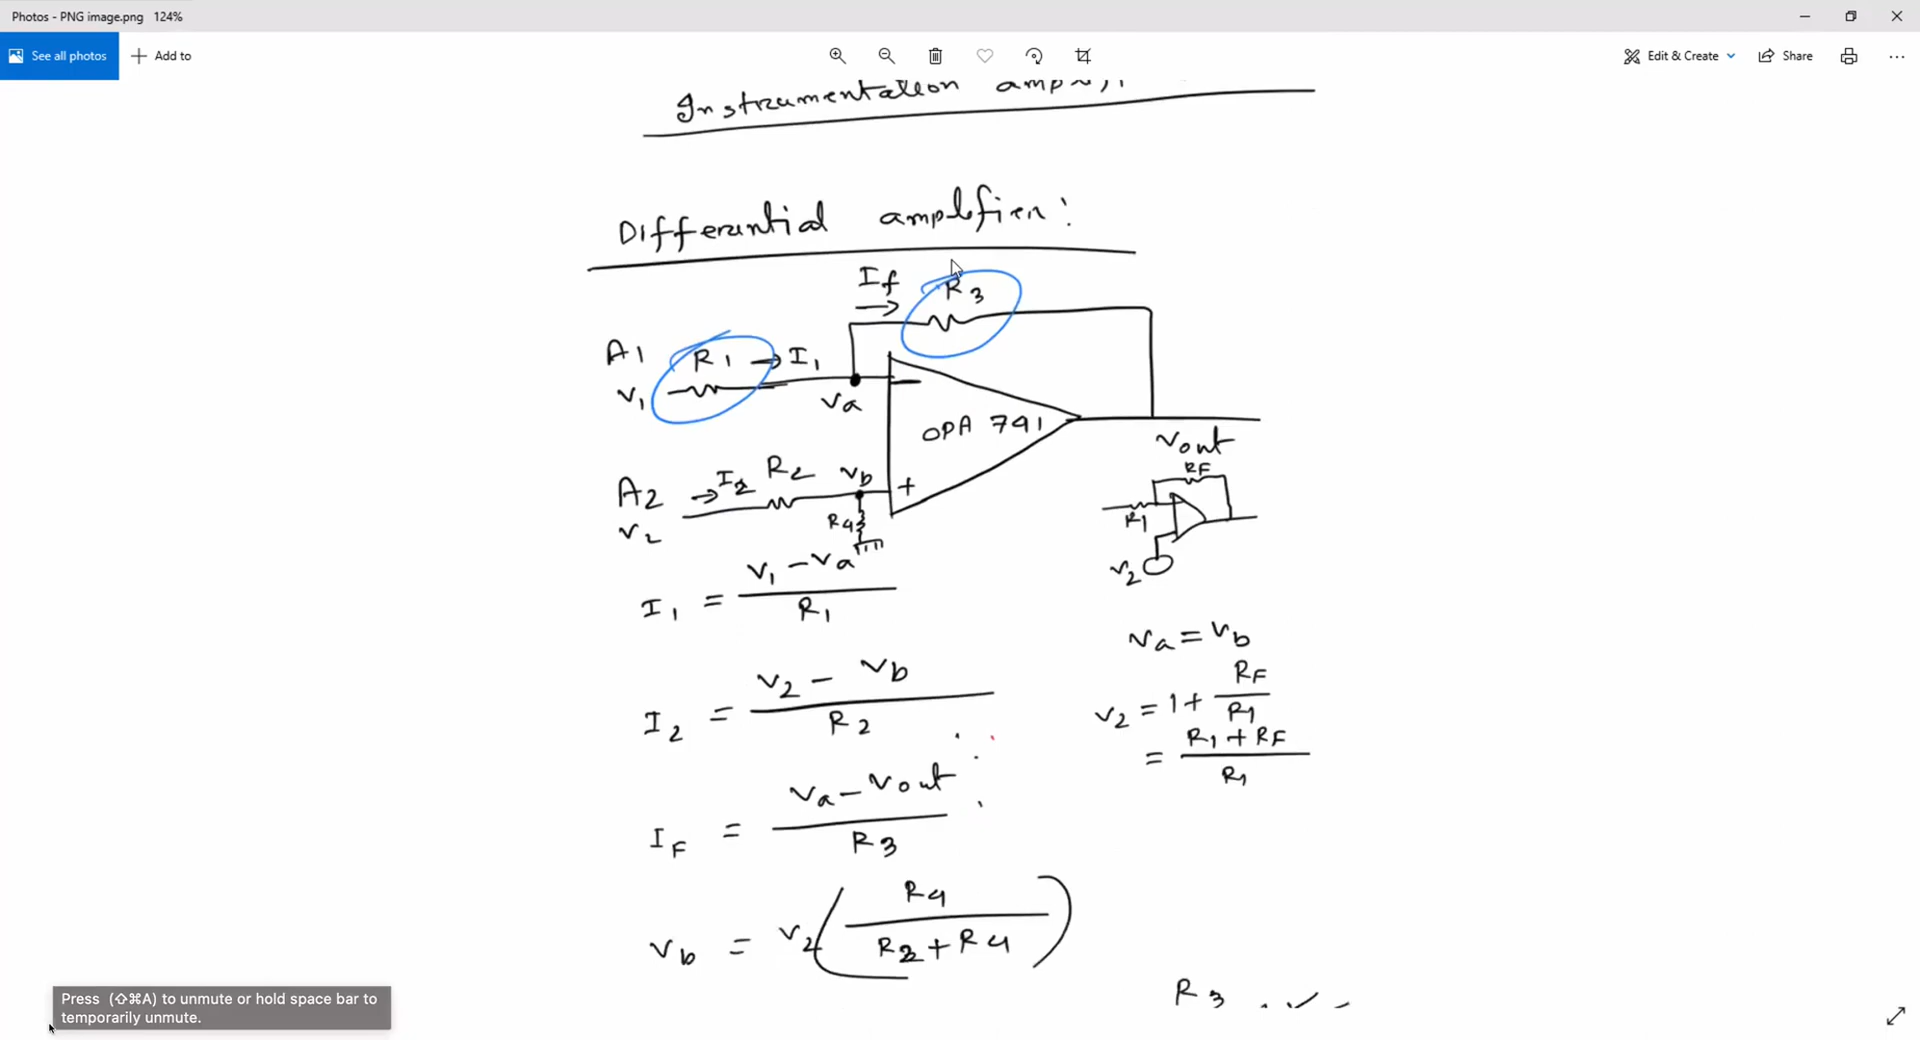 Photos - PNG image.png 124%
See all photos
Add to
Edit & Create
Share
Instrumentation
Differential amplifier:
If
R3
A1
R1 → I1
V1
Va
OPA 741
Vout
A2
→ I2 R2
Vb
V2
R4
RF
R1
V2
I1 = V1 - Va / R1
Va = Vb
I2 = V2 - Vb / R2
V2 = 1 + RF / R1
= R1 + RF / R1
IF = Va - Vout / R3
Vb = V2 ( R4 / R2 + R4 )
R3
Press (⇧⌘A) to unmute or hold space bar to
temporarily unmute.